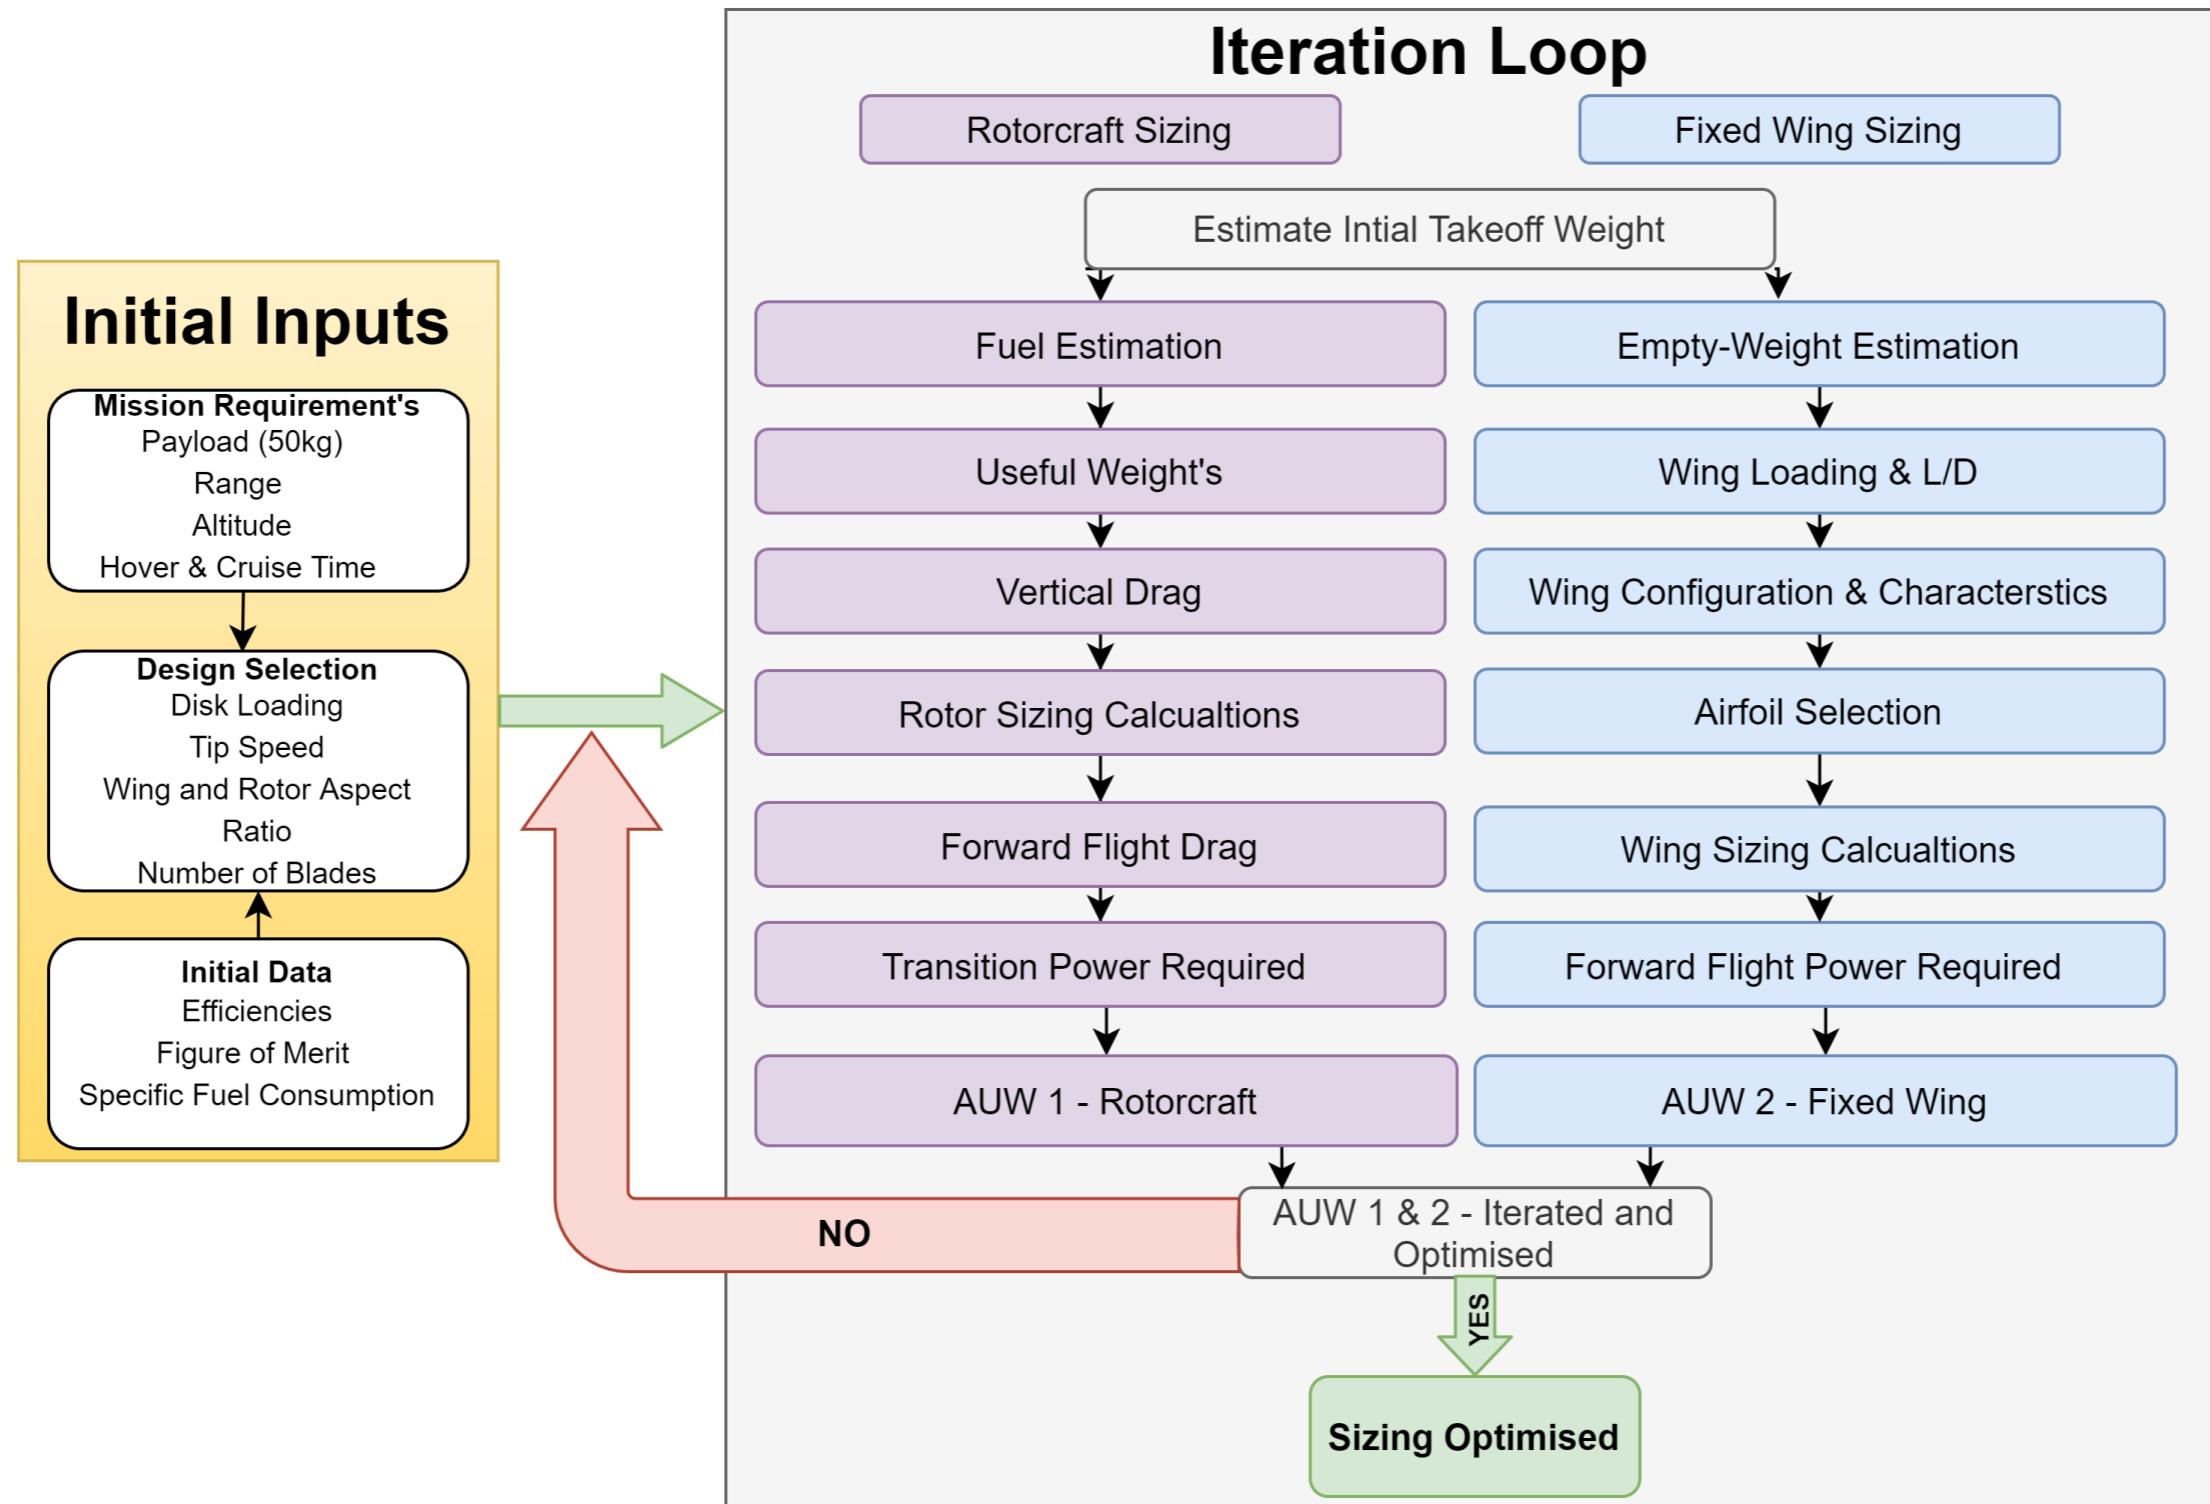 Iteration Loop
Rotorcraft Sizing
Fixed Wing Sizing
Estimate Intial Takeoff Weight
Initial Inputs
Mission Requirement's
Payload (50kg)
Range
Altitude
Hover & Cruise Time
Design Selection
Disk Loading
Tip Speed
Wing and Rotor Aspect
Ratio
Number of Blades
Initial Data
Efficiencies
Figure of Merit
Specific Fuel Consumption
Fuel Estimation
Useful Weight's
Vertical Drag
Rotor Sizing Calcualtions
Forward Flight Drag
Transition Power Required
AUW 1 - Rotorcraft
Empty-Weight Estimation
Wing Loading & L/D
Wing Configuration & Characterstics
Airfoil Selection
Wing Sizing Calcualtions
Forward Flight Power Required
AUW 2 - Fixed Wing
AUW 1 & 2 - Iterated and
Optimised
NO
YES
Sizing Optimised